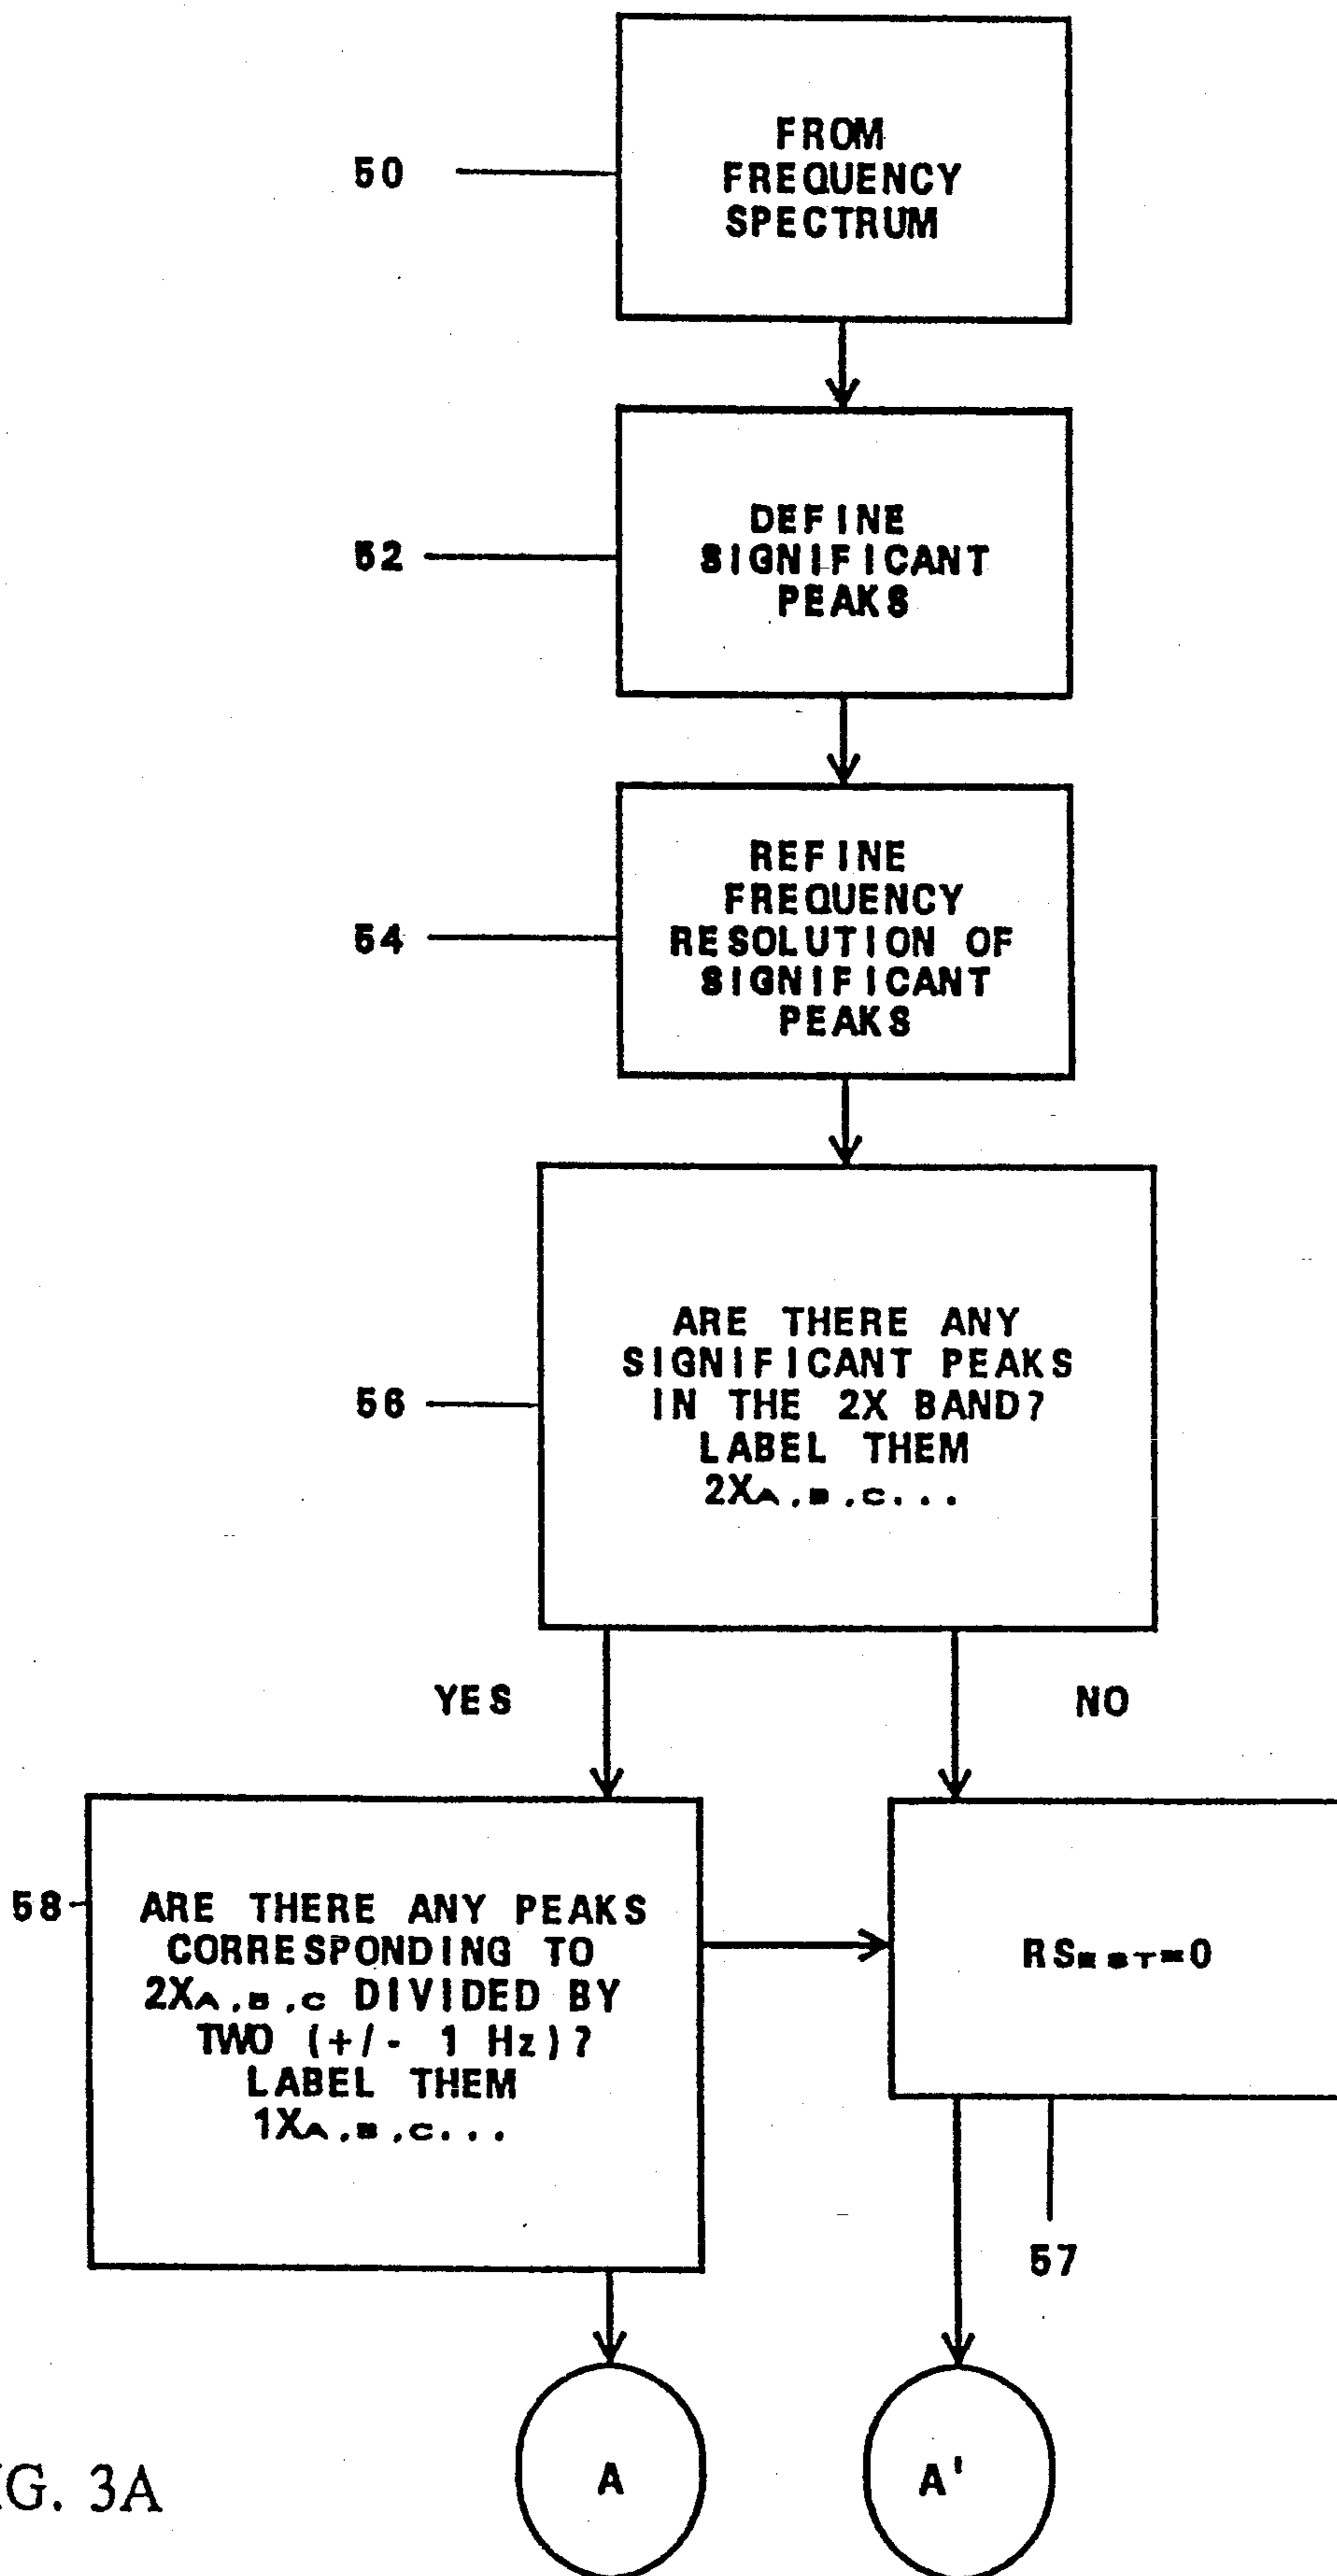 50
FROM
FREQUENCY
SPECTRUM
52
DEFINE
SIGNIFICANT
PEAKS
54
REFINE
FREQUENCY
RESOLUTION OF
SIGNIFICANT
PEAKS
56
ARE THERE ANY
SIGNIFICANT PEAKS
IN THE 2X BAND?
LABEL THEM
2XA,B,C...
YES
NO
58
ARE THERE ANY PEAKS
CORRESPONDING TO
2XA,B,C DIVIDED BY
TWO (+/- 1 Hz)?
LABEL THEM
1XA,B,C...
RSEST=0
57
A
A'
G. 3A